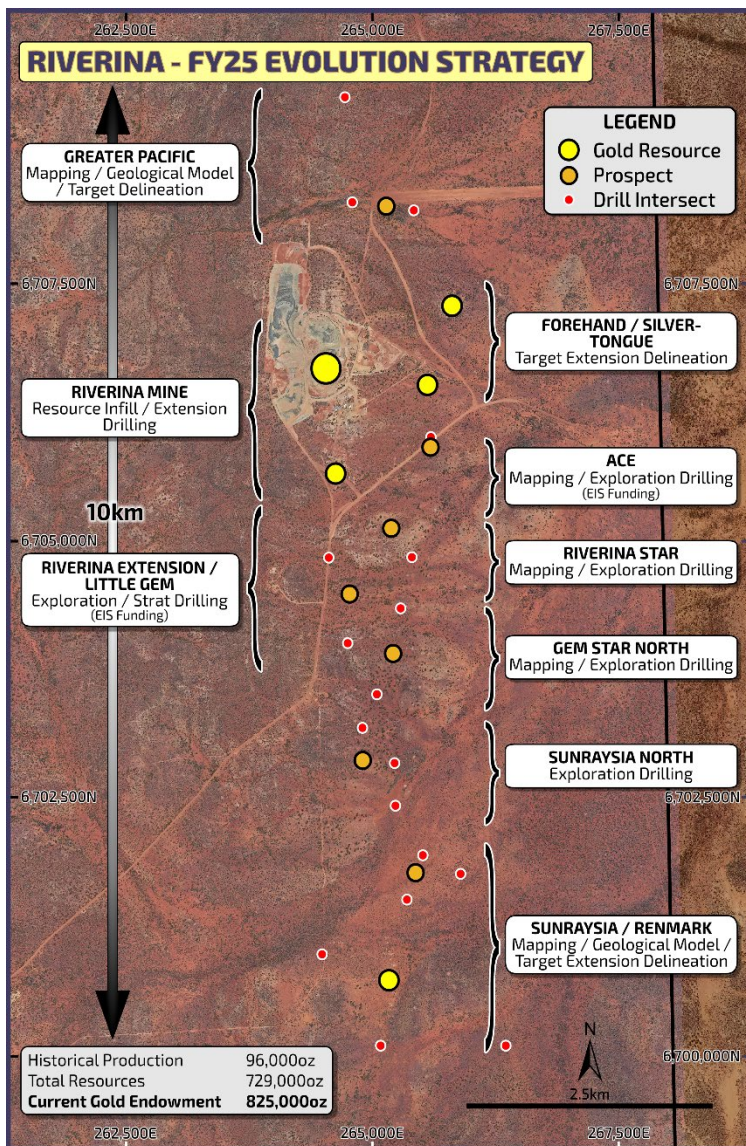 262,500E
265,000E
267,500E
RIVERINA - FY25 EVOLUTION STRATEGY
LEGEND
Gold Resource
Prospect
Drill Intersect
GREATER PACIFIC
Mapping / Geological Model
/ Target Delineation
6,707,500N
6,707,500N
FOREHAND / SILVER-
TONGUE
Target Extension Delineation
RIVERINA MINE
Resource Infill / Extension
Drilling
ACE
Mapping / Exploration Drilling
(EIS Funding)
10km
6,705,000N
6,705,000N
RIVERINA STAR
Mapping / Exploration Drilling
RIVERINA EXTENSION /
LITTLE GEM
Exploration / Strat Drilling
(EIS Funding)
GEM STAR NORTH
Mapping / Exploration Drilling
SUNRAYSIA NORTH
Exploration Drilling
6,702,500N
6,702,500N
SUNRAYSIA / RENMARK
Mapping / Geological Model /
Target Extension Delineation
Historical Production 96,000oz
Total Resources 729,000oz
Current Gold Endowment 825,000oz
N
6,700,000N
2.5km
262,500E
265,000E
267,500E